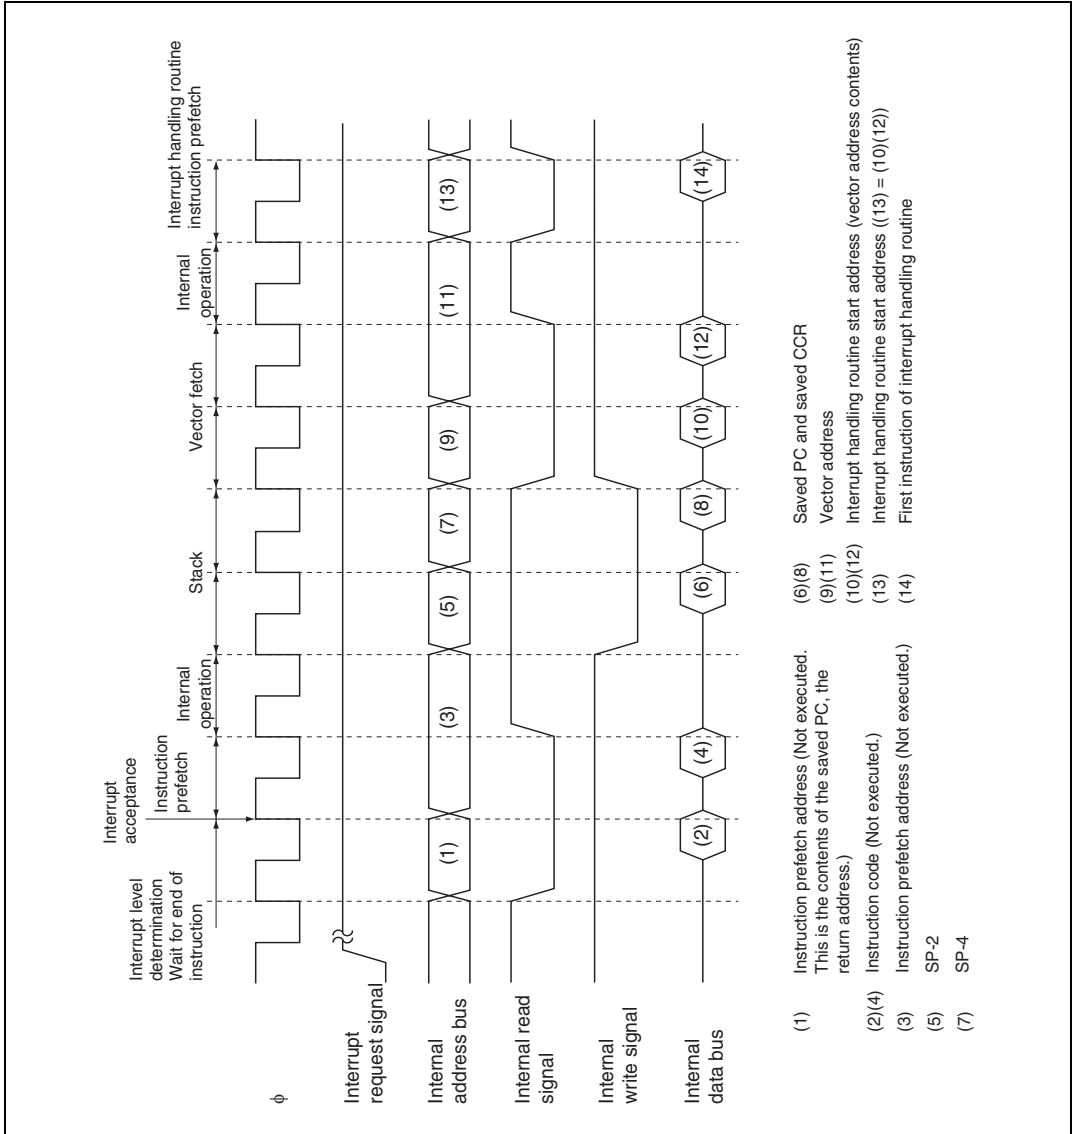 Interrupt level
determination
Wait for end of
instruction
Interrupt
acceptance
Instruction
prefetch
Internal
operation
Stack
Vector fetch
Internal
operation
Interrupt handling routine
instruction prefetch
φ
Interrupt
request signal
Internal
address bus
(1)
(3)
(5)
(7)
(9)
(11)
(13)
Internal read
signal
Internal
write signal
Internal
data bus
(2)
(4)
(6)
(8)
(10)
(12)
(14)
(1) Instruction prefetch address (Not executed.
This is the contents of the saved PC, the
return address.)
(2)(4) Instruction code (Not executed.)
(3) Instruction prefetch address (Not executed.)
(5) SP-2
(7) SP-4
(6)(8) Saved PC and saved CCR
(9)(11) Vector address
(10)(12) Interrupt handling routine start address (vector address contents)
(13) Interrupt handling routine start address ((13) = (10)(12))
(14) First instruction of interrupt handling routine